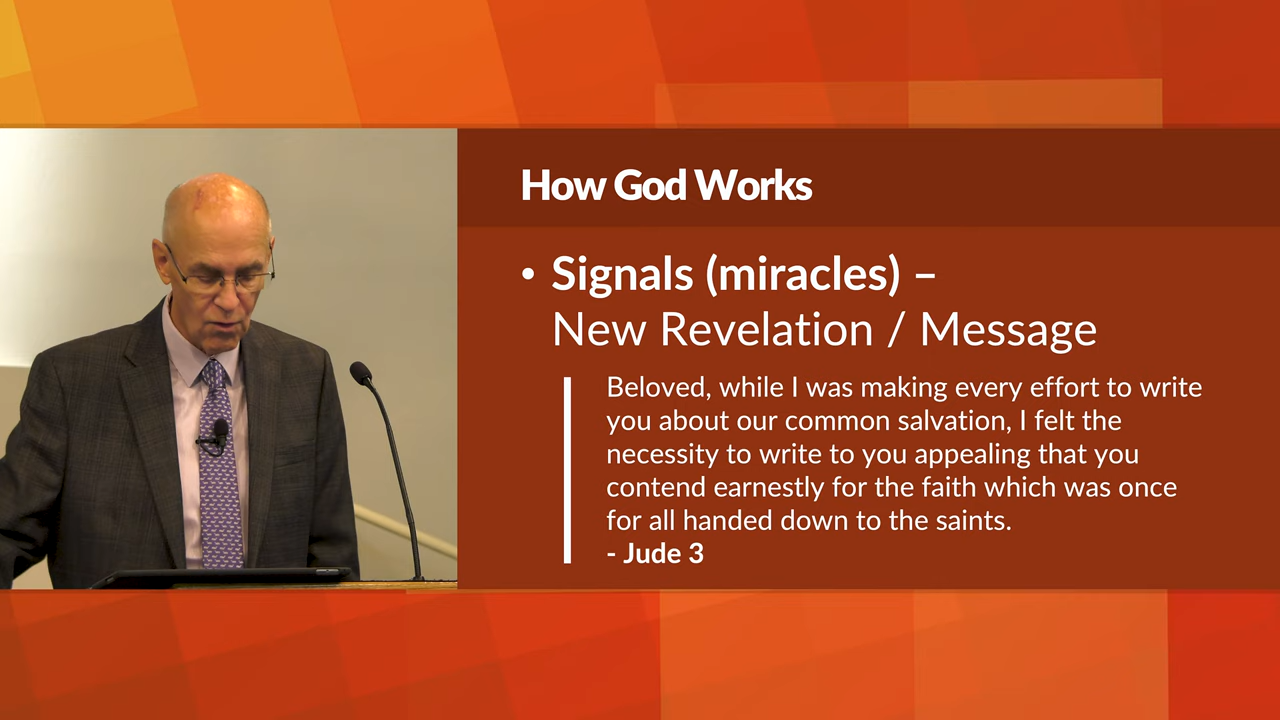 How God Works
• Signals (miracles) –
New Revelation / Message
Beloved, while I was making every effort to write
you about our common salvation, I felt the
necessity to write to you appealing that you
contend earnestly for the faith which was once
for all handed down to the saints.
- Jude 3